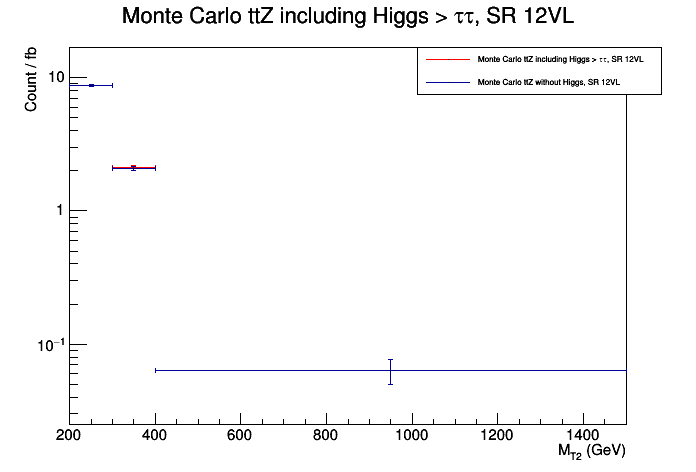 Monte Carlo ttZ including Higgs > ττ, SR 12VL
Count / fb
Monte Carlo ttZ including Higgs > ττ, SR 12VL
Monte Carlo ttZ without Higgs, SR 12VL
10
1
10⁻¹
200 400 600 800 1000 1200 1400
M_T2 (GeV)